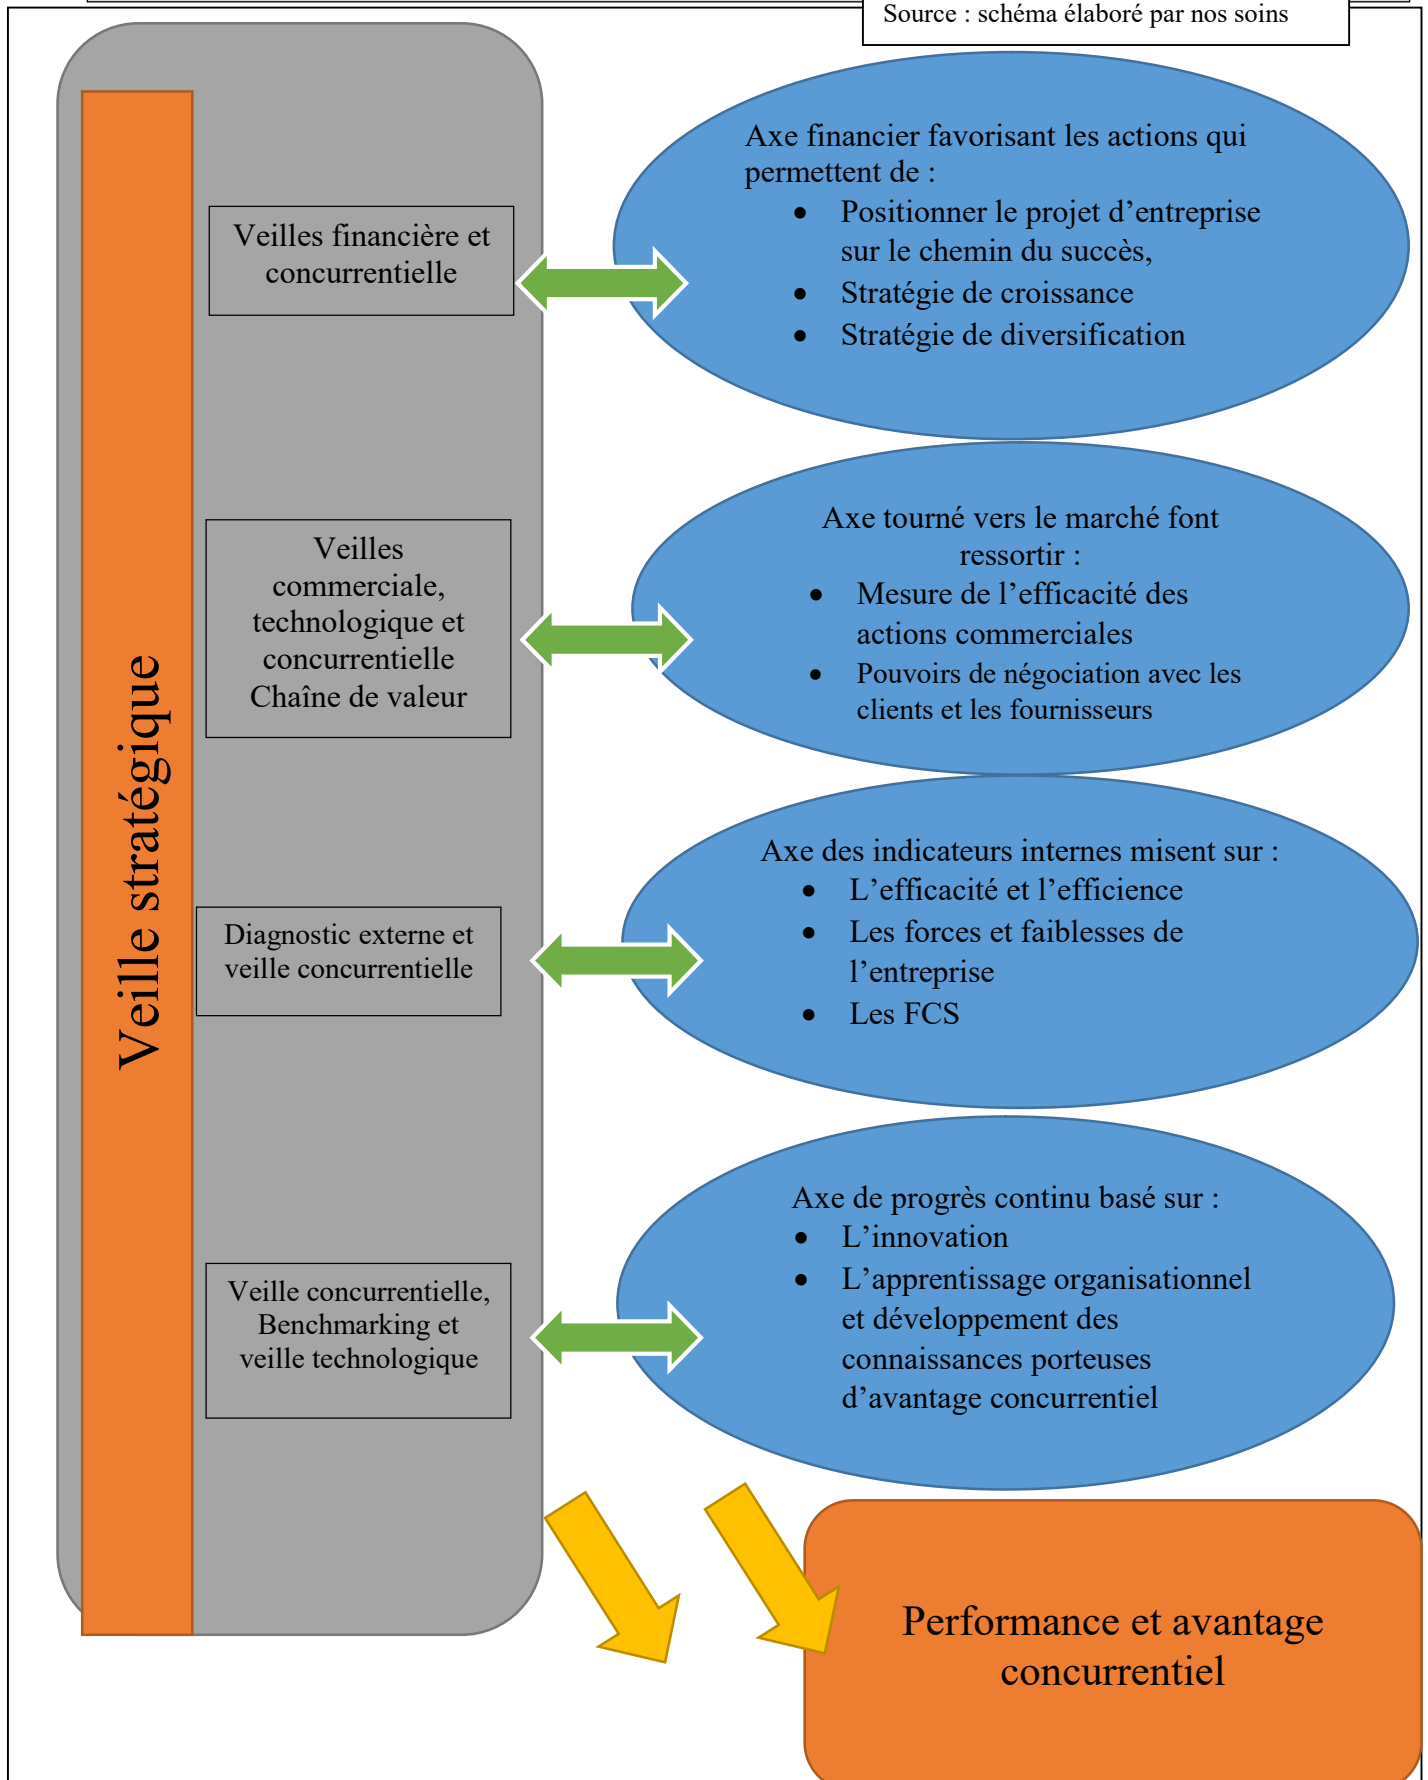 Source : schéma élaboré par nos soins
Veille stratégique
Veilles financière et
concurrentielle
Axe financier favorisant les actions qui
permettent de :
• Positionner le projet d’entreprise
sur le chemin du succès,
• Stratégie de croissance
• Stratégie de diversification
Veilles
commerciale,
technologique et
concurrentielle
Chaîne de valeur
Axe tourné vers le marché font
ressortir :
• Mesure de l’efficacité des
actions commerciales
• Pouvoirs de négociation avec les
clients et les fournisseurs
Diagnostic externe et
veille concurrentielle
Axe des indicateurs internes misent sur :
• L’efficacité et l’efficience
• Les forces et faiblesses de
l’entreprise
• Les FCS
Veille concurrentielle,
Benchmarking et
veille technologique
Axe de progrès continu basé sur :
• L’innovation
• L’apprentissage organisationnel
et développement des
connaissances porteuses
d’avantage concurrentiel
Performance et avantage
concurrentiel